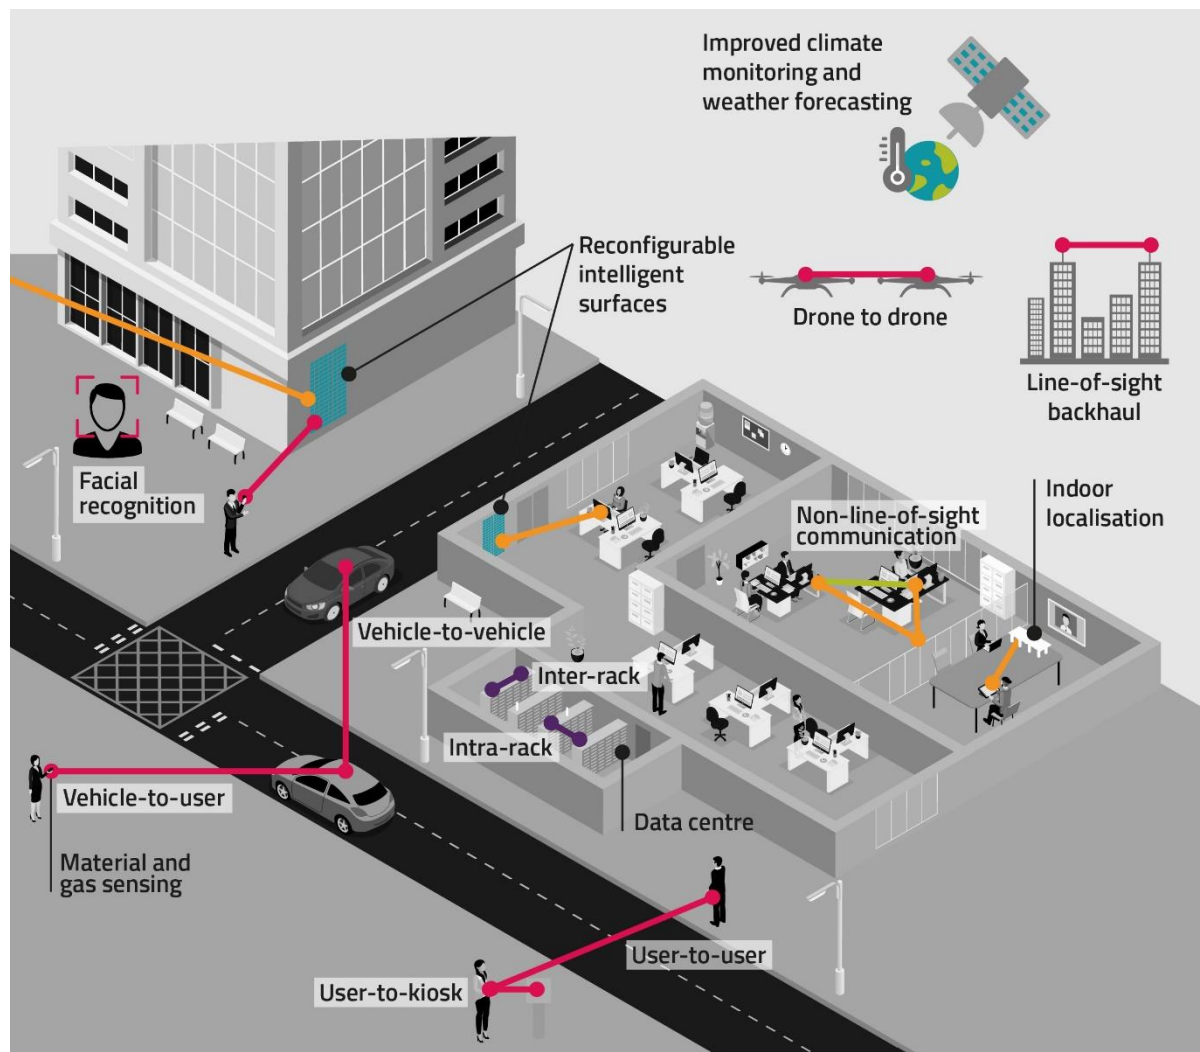 Improved climate
monitoring and
weather forecasting
Reconfigurable
intelligent
surfaces
Drone to drone
Line-of-sight
backhaul
Facial
recognition
Indoor
localisation
Non-line-of-sight
communication
Vehicle-to-vehicle
Inter-rack
Intra-rack
Vehicle-to-user
Data centre
Material and
gas sensing
User-to-user
User-to-kiosk